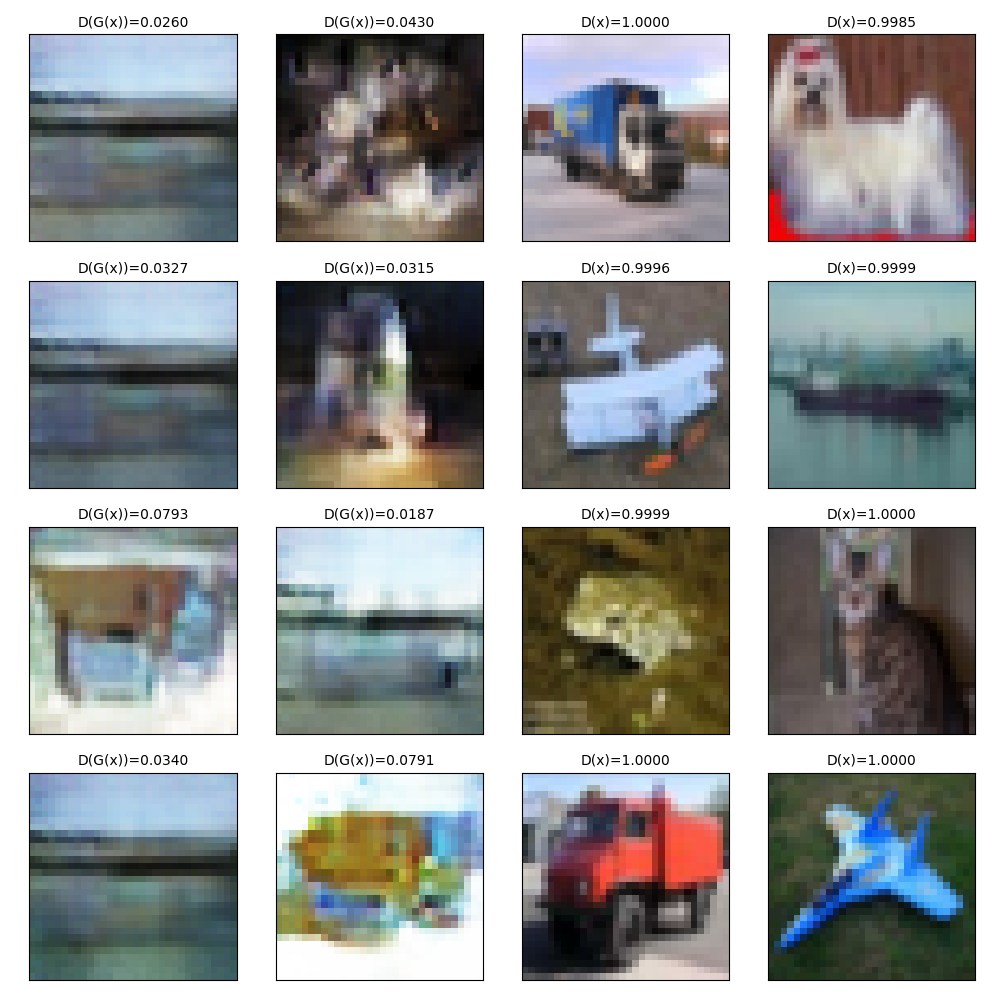 D(G(x))=0.0260 D(G(x))=0.0430 D(x)=1.0000 D(x)=0.9985
D(G(x))=0.0327 D(G(x))=0.0315 D(x)=0.9996 D(x)=0.9999
D(G(x))=0.0793 D(G(x))=0.0187 D(x)=0.9999 D(x)=1.0000
D(G(x))=0.0340 D(G(x))=0.0791 D(x)=1.0000 D(x)=1.0000